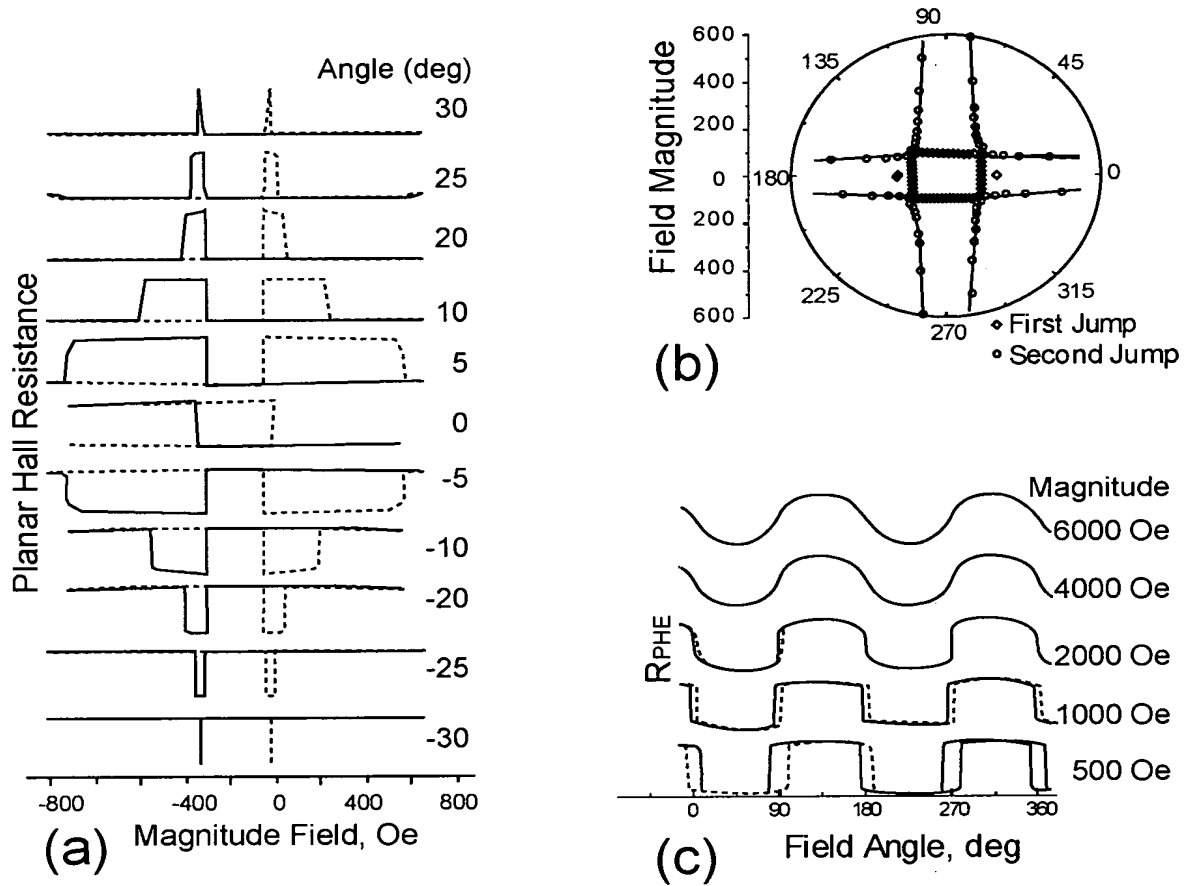 Angle (deg)
30
25
20
10
5
0
-5
-10
-20
-25
-30
Planar Hall Resistance
-800
-400
0
400
800
Magnitude Field, Oe
(a)
600
400
200
0
200
400
600
Field Magnitude
90
135
45
180
0
225
315
270
First Jump
Second Jump
(b)
Magnitude
6000 Oe
4000 Oe
2000 Oe
1000 Oe
500 Oe
RPHE
0
90
180
270
360
Field Angle, deg
(c)